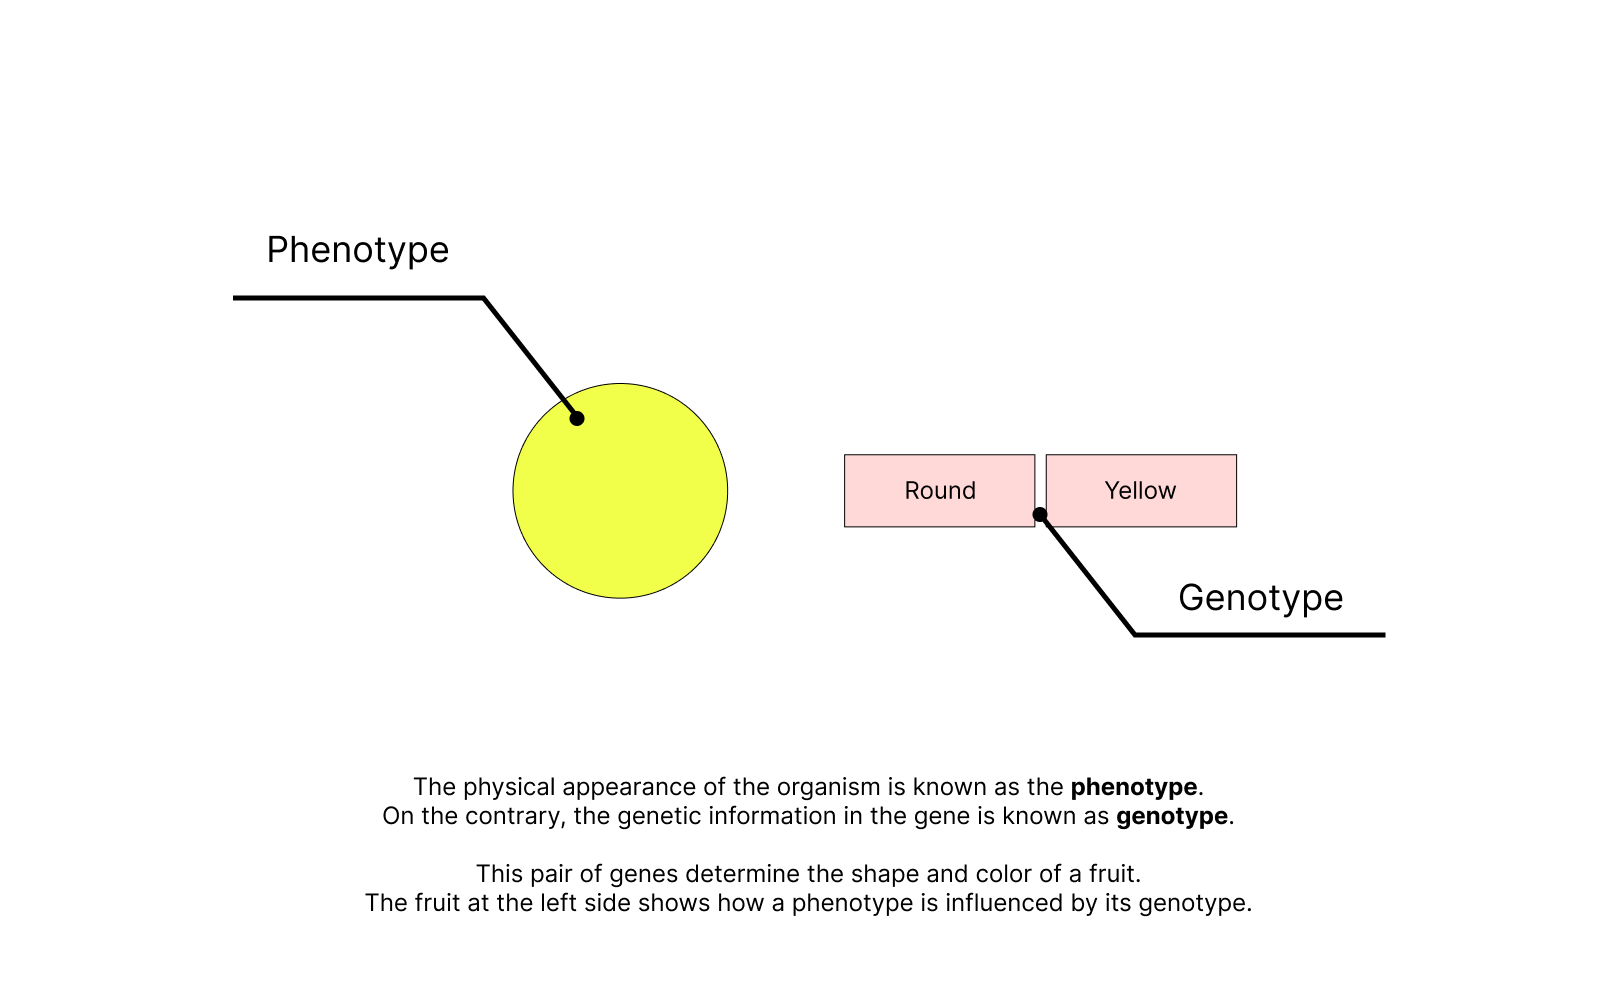 Phenotype
Round
Yellow
Genotype
The physical appearance of the organism is known as the phenotype.
On the contrary, the genetic information in the gene is known as genotype.
This pair of genes determine the shape and color of a fruit.
The fruit at the left side shows how a phenotype is influenced by its genotype.